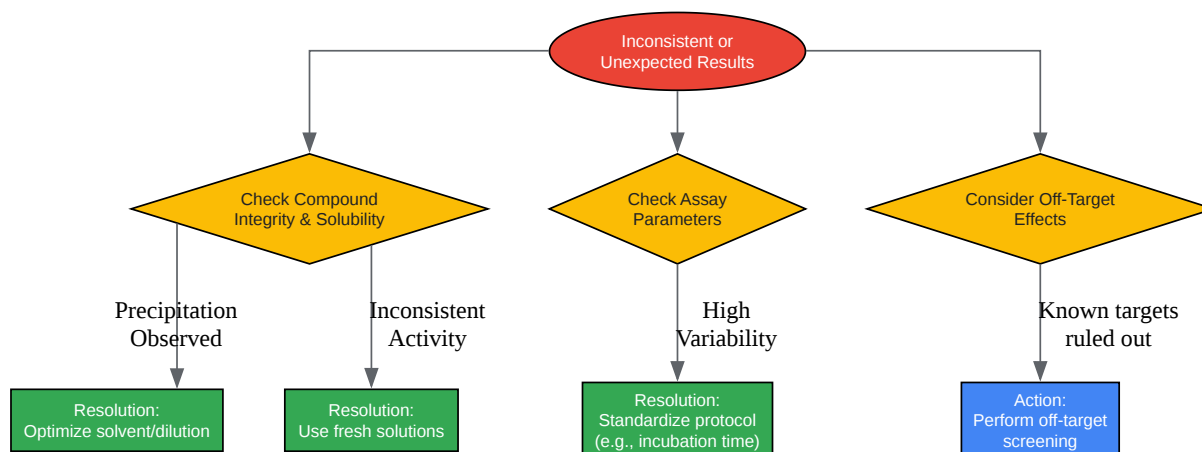 Inconsistent or
Unexpected Results
Check Compound
Integrity & Solubility
Check Assay
Parameters
Consider Off-Target
Effects
Precipitation
Observed
Inconsistent
Activity
High
Variability
Known targets
ruled out
Resolution:
Optimize solvent/dilution
Resolution:
Use fresh solutions
Resolution:
Standardize protocol
(e.g., incubation time)
Action:
Perform off-target
screening